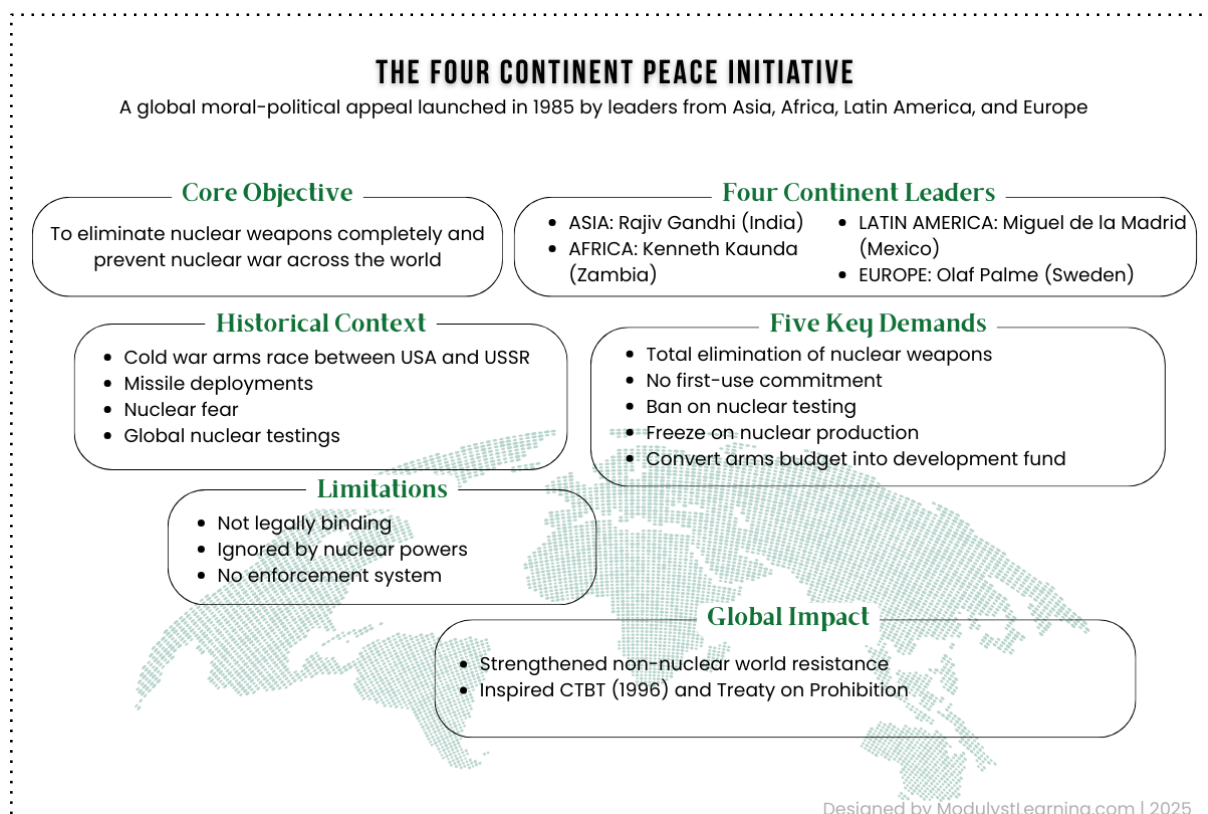 THE FOUR CONTINENT PEACE INITIATIVE
A global moral-political appeal launched in 1985 by leaders from Asia, Africa, Latin America, and Europe
Core Objective
To eliminate nuclear weapons completely and
prevent nuclear war across the world
Four Continent Leaders
• ASIA: Rajiv Gandhi (India)
• AFRICA: Kenneth Kaunda
(Zambia)
• LATIN AMERICA: Miguel de la Madrid
(Mexico)
• EUROPE: Olaf Palme (Sweden)
Historical Context
• Cold war arms race between USA and USSR
• Missile deployments
• Nuclear fear
• Global nuclear testings
Five Key Demands
• Total elimination of nuclear weapons
• No first-use commitment
• Ban on nuclear testing
• Freeze on nuclear production
• Convert arms budget into development fund
Limitations
• Not legally binding
• Ignored by nuclear powers
• No enforcement system
Global Impact
• Strengthened non-nuclear world resistance
• Inspired CTBT (1996) and Treaty on Prohibition
Designed by ModulystLearning.com | 2025